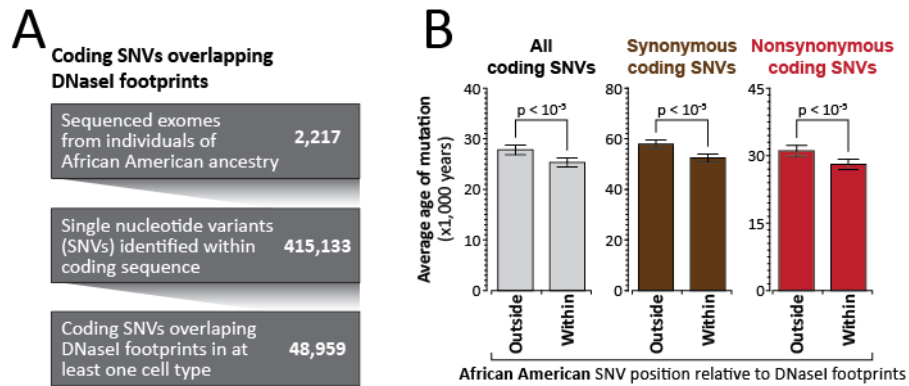 A
Coding SNVs overlapping
DNaseI footprints
Sequenced exomes
from individuals of
African American ancestry
2,217
Single nucleotide variants
(SNVs) identified within
coding sequence
415,133
Coding SNVs overlaping
DNaseI footprints in at
least one cell type
48,959
B
All
coding SNVs
Synonymous
coding SNVs
Nonsynonymous
coding SNVs
Average age of mutation
(x1,000 years)
40
30
20
10
0
p < 10⁻⁵
Outside
Within
80
60
40
20
0
p < 10⁻⁵
Outside
Within
45
30
15
0
p < 10⁻⁵
Outside
Within
African American SNV position relative to DNaseI footprints